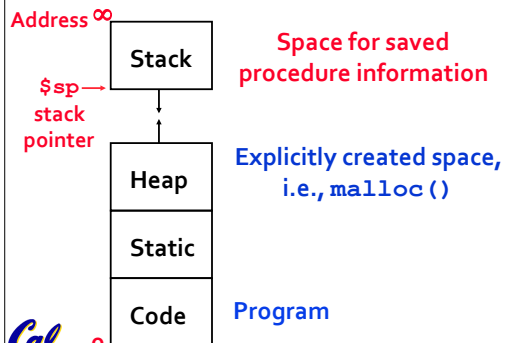 Address ∞
Stack
Space for saved
procedure information
$sp
stack
pointer
Heap
Explicitly created space,
i.e., malloc()
Static
Code
Program
Cal